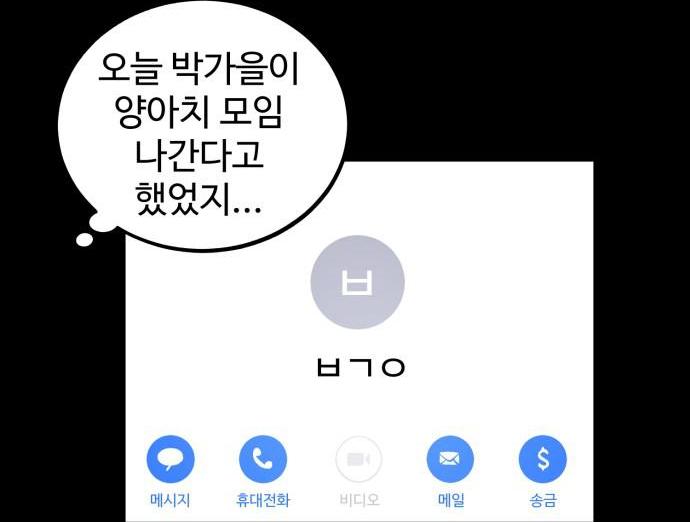 오늘 박가을이
양아치 모임
나간다고
했었지...
ㅂ
ㅂㄱㅇ
메시지 휴대전화 비디오 메일 송금